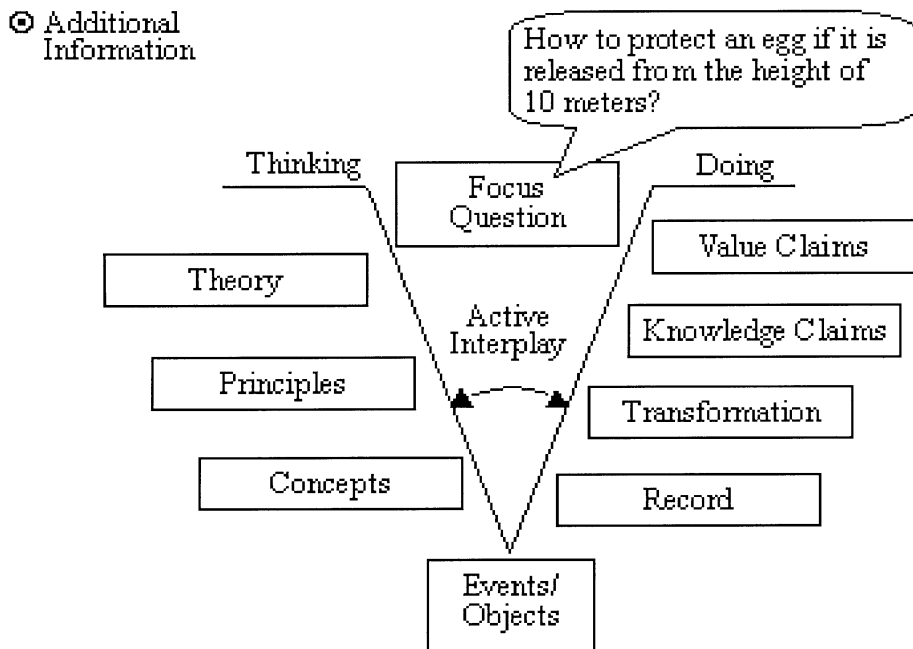 Additional
Information
How to protect an egg if it is
released from the height of
10 meters?
Thinking
Focus
Question
Doing
Value Claims
Theory
Active
Interplay
Knowledge Claims
Principles
Transformation
Concepts
Record
Events/
Objects